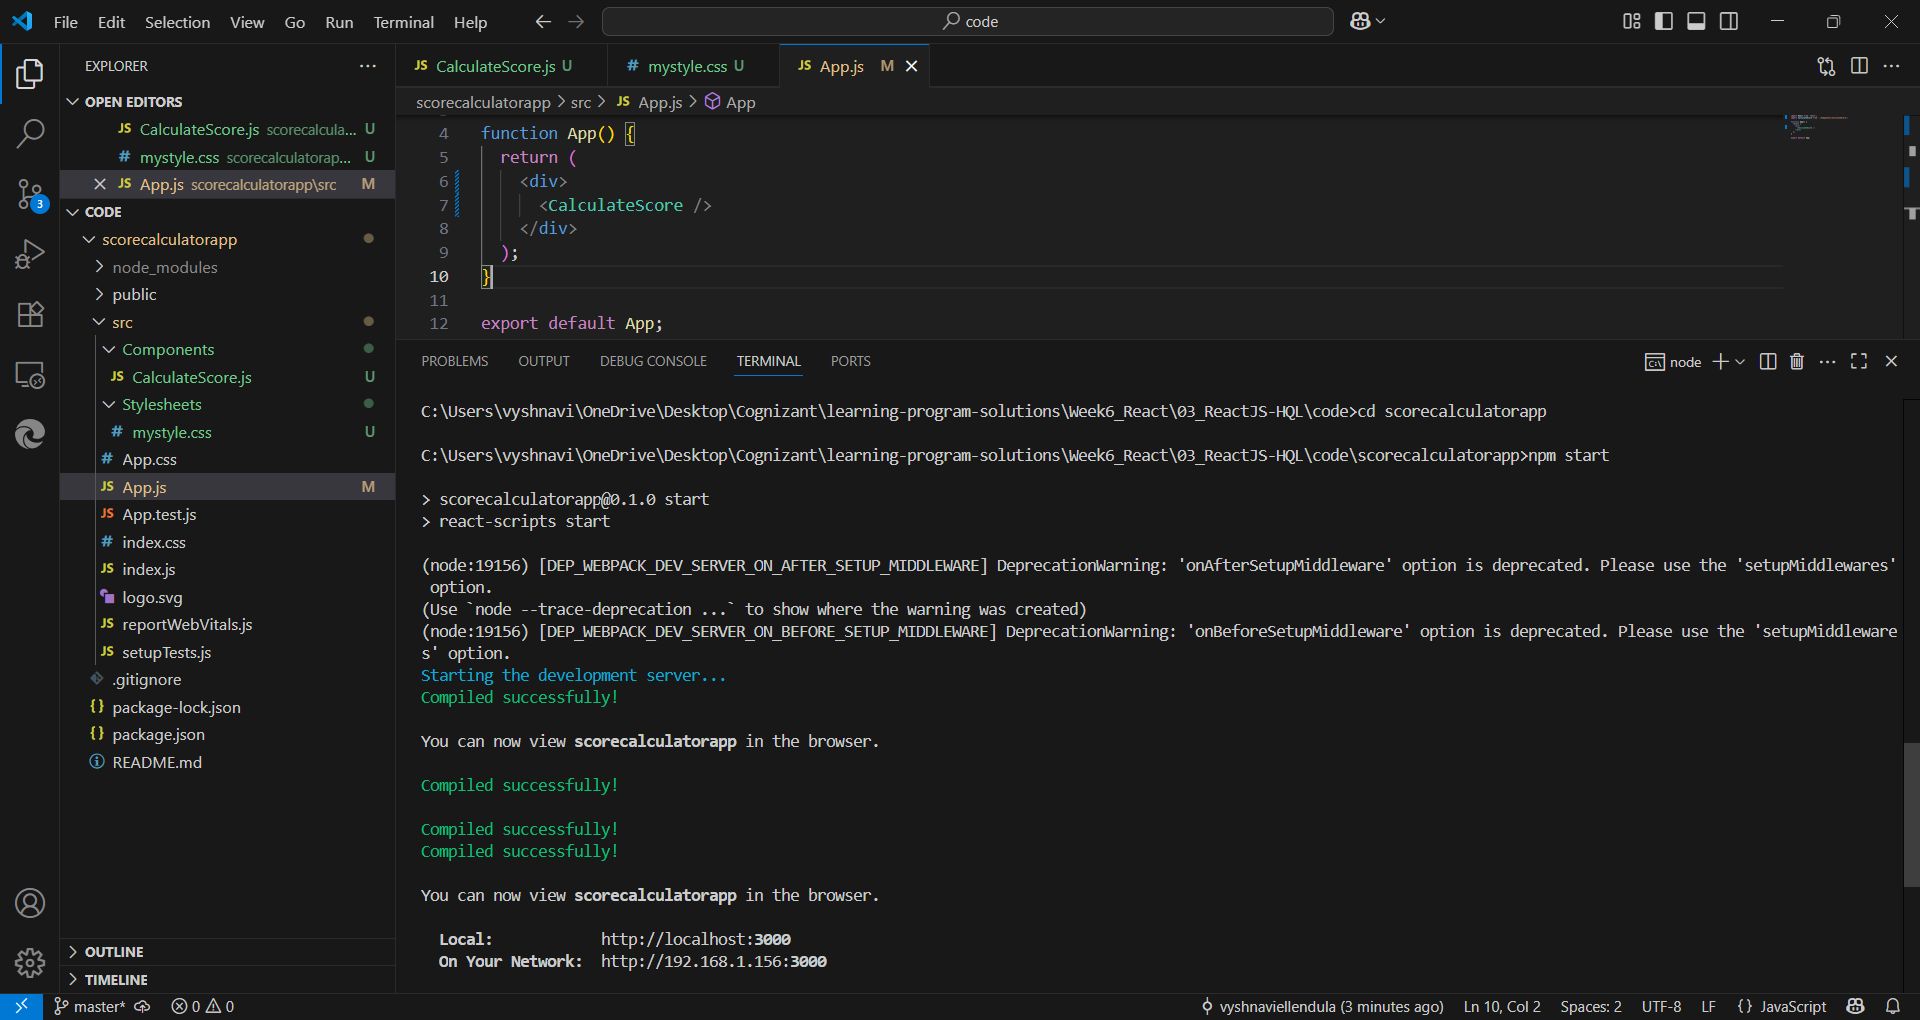 File Edit Selection View Go Run Terminal Help
code
EXPLORER
OPEN EDITORS
JS CalculateScore.js scorecalcula... U
# mystyle.css scorecalculatorap... U
JS App.js scorecalculatorapp\src M
CODE
scorecalculatorapp
node_modules
public
src
Components
JS CalculateScore.js U
Stylesheets
# mystyle.css U
# App.css
JS App.js M
JS App.test.js
# index.css
JS index.js
logo.svg
JS reportWebVitals.js
JS setupTests.js
.gitignore
{} package-lock.json
{} package.json
README.md
OUTLINE
TIMELINE
3
JS CalculateScore.js U # mystyle.css U JS App.js M
scorecalculatorapp > src > JS App.js > App
4 function App() {
5 return (
6 <div>
7 <CalculateScore />
8 </div>
9 );
10 }
11
12 export default App;
PROBLEMS OUTPUT DEBUG CONSOLE TERMINAL PORTS
node
C:\Users\vyshnavi\OneDrive\Desktop\Cognizant\learning-program-solutions\Week6_React\03_ReactJS-HQL\code>cd scorecalculatorapp
C:\Users\vyshnavi\OneDrive\Desktop\Cognizant\learning-program-solutions\Week6_React\03_ReactJS-HQL\code\scorecalculatorapp>npm start
> scorecalculatorapp@0.1.0 start
> react-scripts start
(node:19156) [DEP_WEBPACK_DEV_SERVER_ON_AFTER_SETUP_MIDDLEWARE] DeprecationWarning: 'onAfterSetupMiddleware' option is deprecated. Please use the 'setupMiddlewares'
option.
(Use `node --trace-deprecation ...` to show where the warning was created)
(node:19156) [DEP_WEBPACK_DEV_SERVER_ON_BEFORE_SETUP_MIDDLEWARE] DeprecationWarning: 'onBeforeSetupMiddleware' option is deprecated. Please use the 'setupMiddleware
s' option.
Starting the development server...
Compiled successfully!
You can now view scorecalculatorapp in the browser.
Compiled successfully!
Compiled successfully!
Compiled successfully!
You can now view scorecalculatorapp in the browser.
Local: http://localhost:3000
On Your Network: http://192.168.1.156:3000
master* 0 0 vyshnaviellendula (3 minutes ago) Ln 10, Col 2 Spaces: 2 UTF-8 LF {} JavaScript